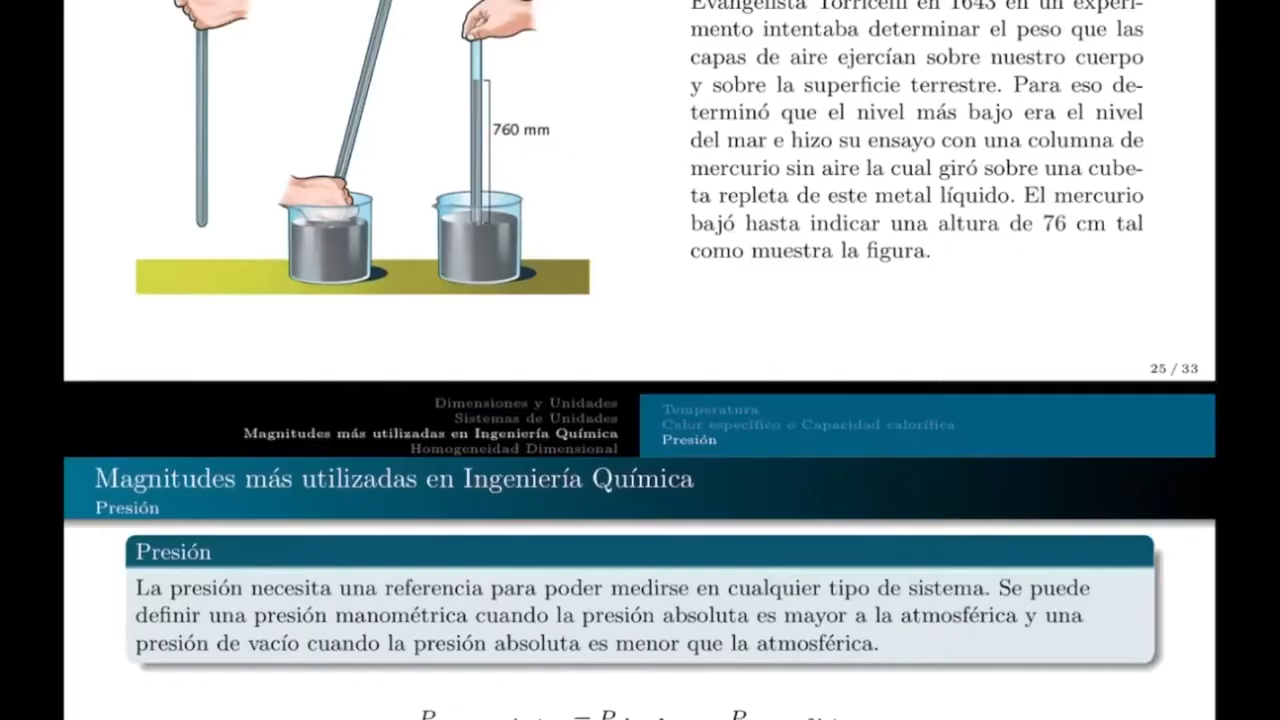 Evangelista Torricelli en 1643 en un experi-
mento intentaba determinar el peso que las
capas de aire ejercían sobre nuestro cuerpo
y sobre la superficie terrestre. Para eso de-
terminó que el nivel más bajo era el nivel
del mar e hizo su ensayo con una columna de
mercurio sin aire la cual giró sobre una cube-
ta repleta de este metal líquido. El mercurio
bajó hasta indicar una altura de 76 cm tal
como muestra la figura.
760 mm
25 / 33
Dimensiones y Unidades
Sistemas de Unidades
Magnitudes más utilizadas en Ingeniería Química
Homogeneidad Dimensional
Temperatura
Calor específico o Capacidad calorífica
Presión
Magnitudes más utilizadas en Ingeniería Química
Presión
Presión
La presión necesita una referencia para poder medirse en cualquier tipo de sistema. Se puede
definir una presión manométrica cuando la presión absoluta es mayor a la atmosférica y una
presión de vacío cuando la presión absoluta es menor que la atmosférica.